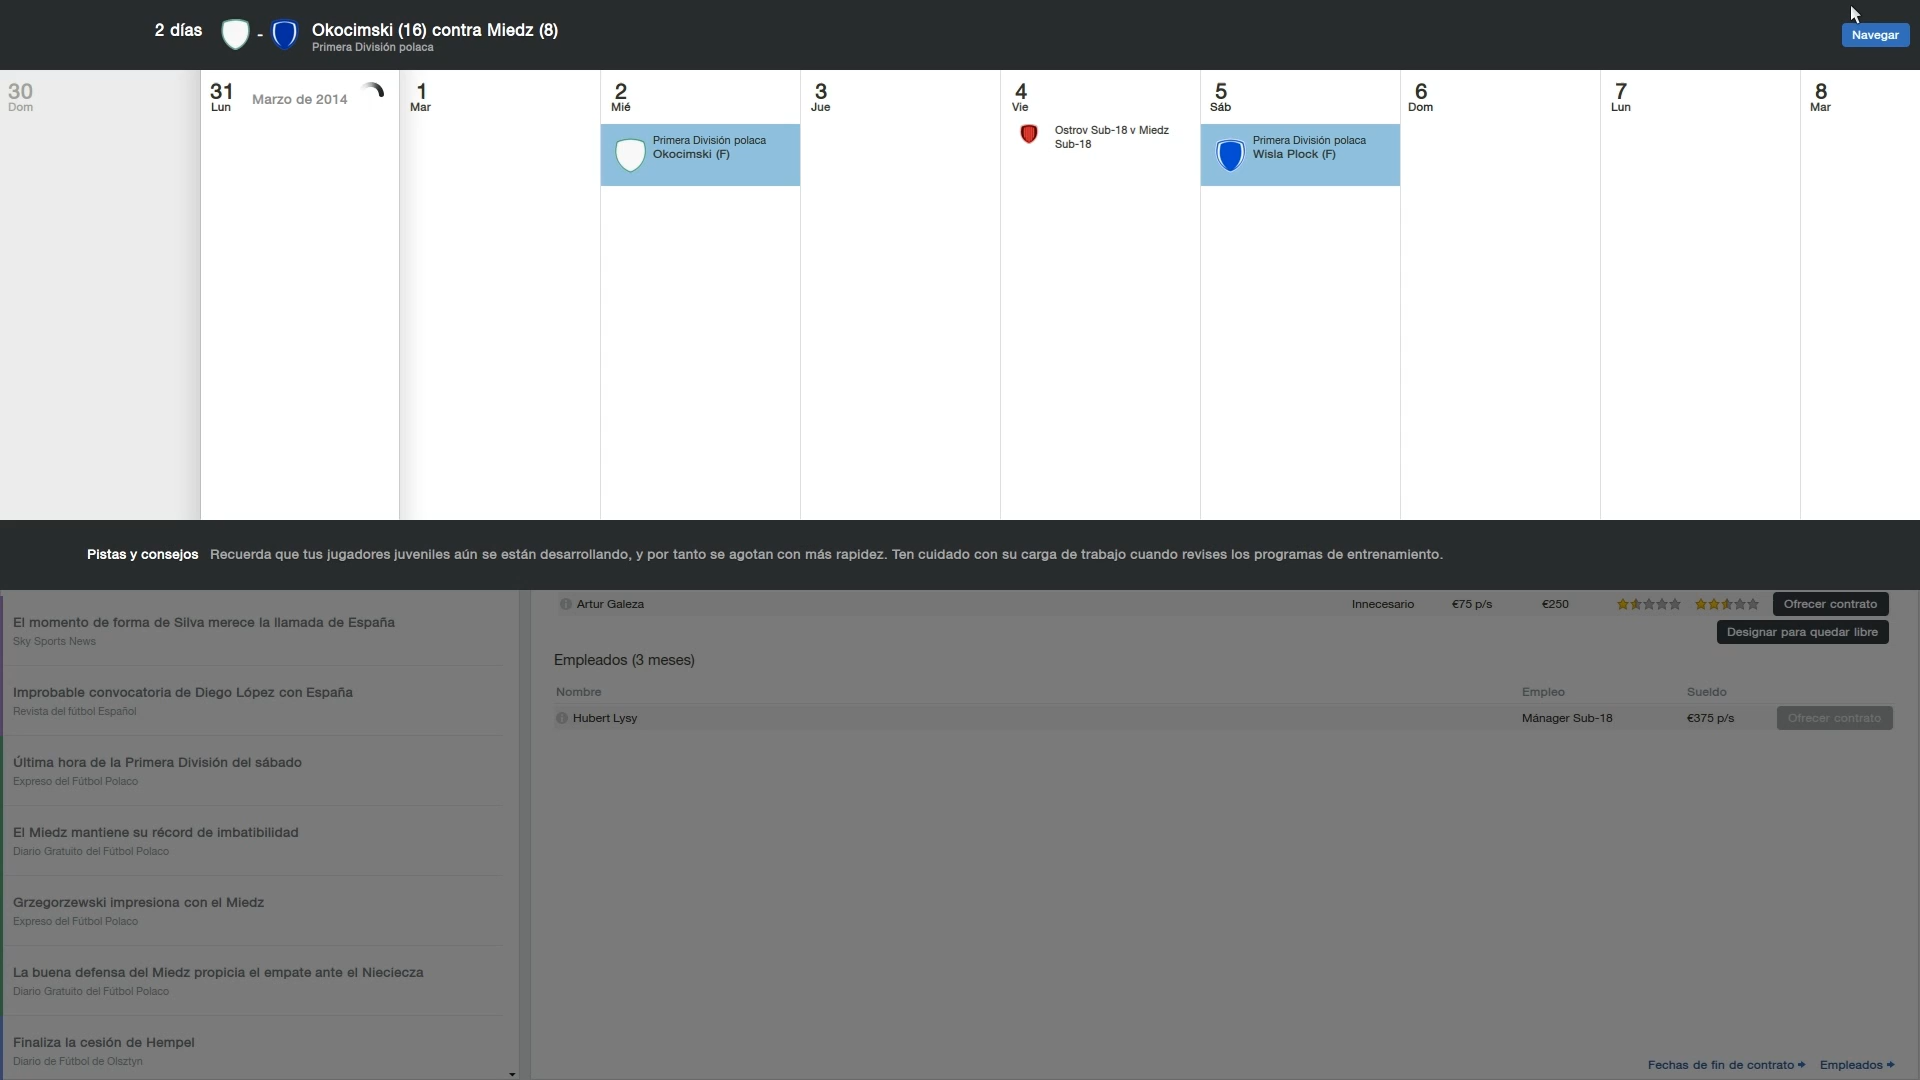 2 días
-
Okocimski (16) contra Miedz (8)
Primera División polaca
Navegar
30
Dom
31
Lun
Marzo de 2014
1
Mar
2
Mié
Primera División polaca
Okocimski (F)
3
Jue
4
Vie
Ostrov Sub-18 v Miedz
Sub-18
5
Sáb
Primera División polaca
Wisla Plock (F)
6
Dom
7
Lun
8
Mar
Pistas y consejos Recuerda que tus jugadores juveniles aún se están desarrollando, y por tanto se agotan con más rapidez. Ten cuidado con su carga de trabajo cuando revises los programas de entrenamiento.
El momento de forma de Silva merece la llamada de España
Sky Sports News
Improbable convocatoria de Diego López con España
Revista del fútbol Español
Última hora de la Primera División del sábado
Expreso del Fútbol Polaco
El Miedz mantiene su récord de imbatibilidad
Diario Gratuito del Fútbol Polaco
Grzegorzewski impresiona con el Miedz
Expreso del Fútbol Polaco
La buena defensa del Miedz propicia el empate ante el Nieciecza
Diario Gratuito del Fútbol Polaco
Finaliza la cesión de Hempel
Diario de Fútbol de Olsztyn
Artur Galeza Innecesario €75 p/s €250 Ofrecer contrato
Designar para quedar libre
Empleados (3 meses)
Nombre Empleo Sueldo
Hubert Lysy Mánager Sub-18 €375 p/s Ofrecer contrato
Fechas de fin de contrato Empleados